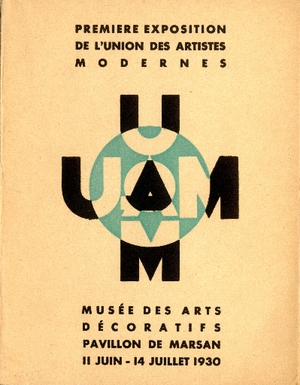 PREMIERE EXPOSITION
DE L'UNION DES ARTISTES
MODERNES
U
UAM
M
MUSÉE DES ARTS
DÉCORATIFS
PAVILLON DE MARSAN
11 JUIN - 14 JUILLET 1930